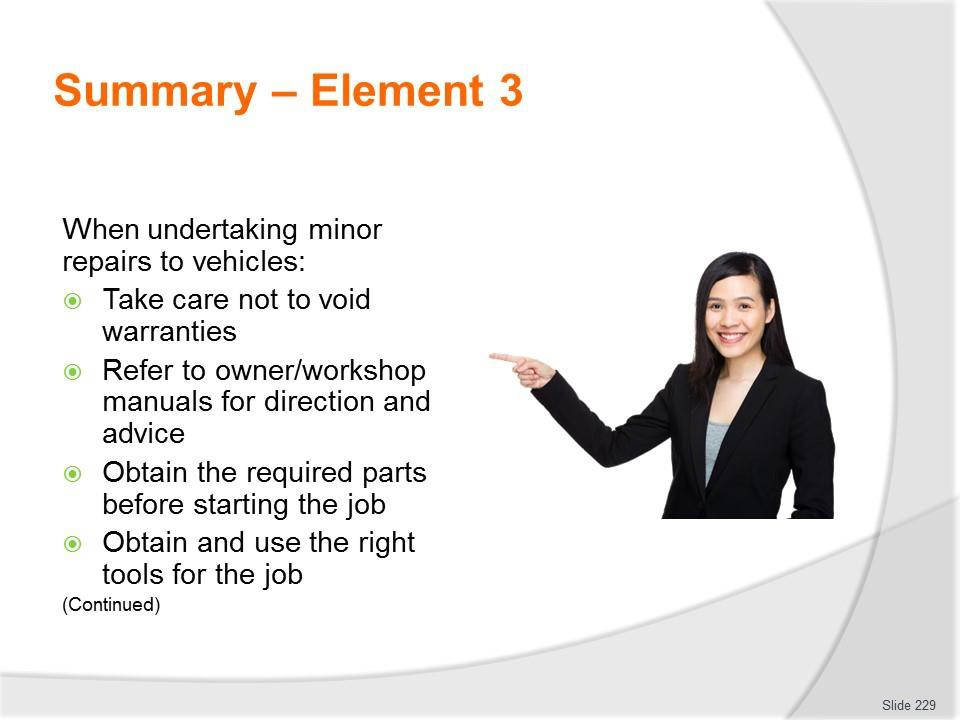 Summary – Element 3
When undertaking minor
repairs to vehicles:
Take care not to void
warranties
Refer to owner/workshop
manuals for direction and
advice
Obtain the required parts
before starting the job
Obtain and use the right
tools for the job
(Continued)
Slide 229